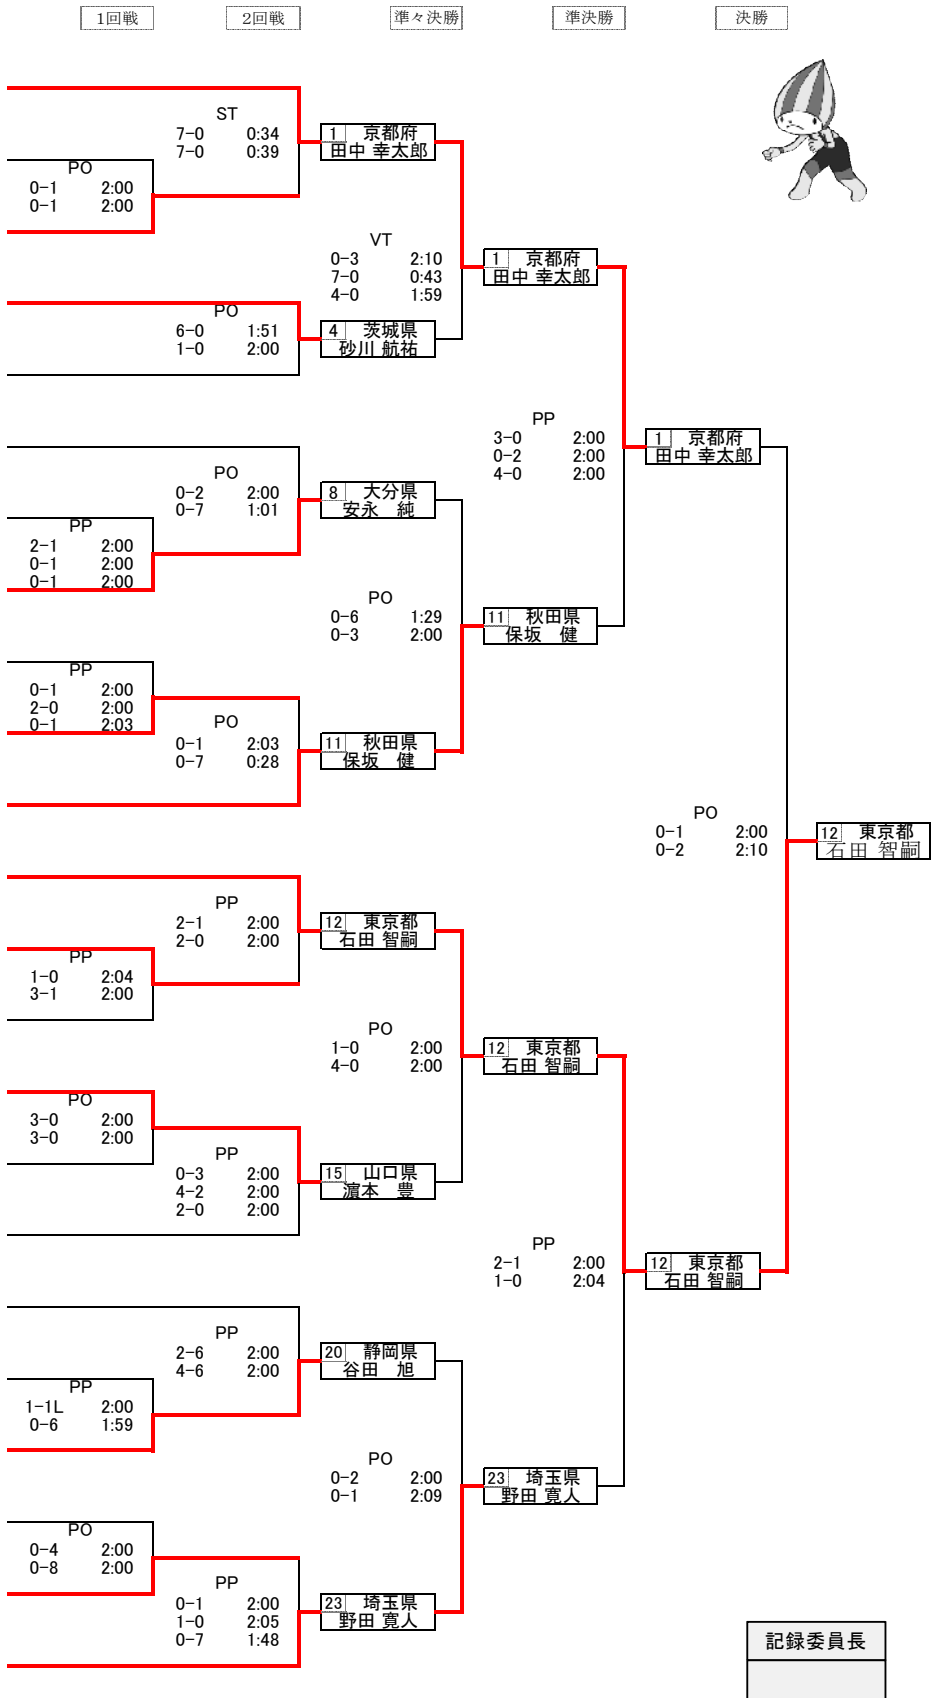 1回戦 2回戦 準々決勝 準決勝 決勝
ST
7-0 0:34
7-0 0:39
1 京都府
田中 幸太郎
PO
0-1 2:00
0-1 2:00
VT
0-3 2:10
7-0 0:43
4-0 1:59
1 京都府
田中 幸太郎
PO
6-0 1:51
1-0 2:00
4 茨城県
砂川 航祐
PP
3-0 2:00
0-2 2:00
4-0 2:00
1 京都府
田中 幸太郎
PO
0-2 2:00
0-7 1:01
8 大分県
安永 純
PP
2-1 2:00
0-1 2:00
0-1 2:00
PO
0-6 1:29
0-3 2:00
11 秋田県
保坂 健
PP
0-1 2:00
2-0 2:00
0-1 2:03
PO
0-1 2:03
0-7 0:28
11 秋田県
保坂 健
PO
0-1 2:00
0-2 2:10
12 東京都
石田 智嗣
PP
2-1 2:00
2-0 2:00
12 東京都
石田 智嗣
PP
1-0 2:04
3-1 2:00
PO
1-0 2:00
4-0 2:00
12 東京都
石田 智嗣
PO
3-0 2:00
3-0 2:00
PP
0-3 2:00
4-2 2:00
2-0 2:00
15 山口県
濵本 豊
PP
2-1 2:00
1-0 2:04
12 東京都
石田 智嗣
PP
2-6 2:00
4-6 2:00
20 静岡県
谷田 旭
PP
1-1L 2:00
0-6 1:59
PO
0-2 2:00
0-1 2:09
23 埼玉県
野田 寛人
PO
0-4 2:00
0-8 2:00
PP
0-1 2:00
1-0 2:05
0-7 1:48
23 埼玉県
野田 寛人
記録委員長